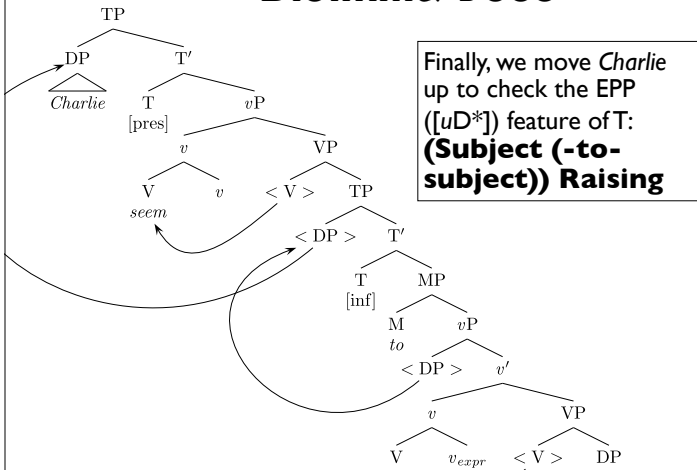 TP
DP T′
Charlie
T vP
[pres]
v VP
V v < V > TP
seem
< DP > T′
T MP
[inf]
M vP
to
< DP > v′
v VP
V v_expr < V > DP
Finally, we move Charlie
up to check the EPP
([uD*]) feature of T:
(Subject (-to-
subject)) Raising